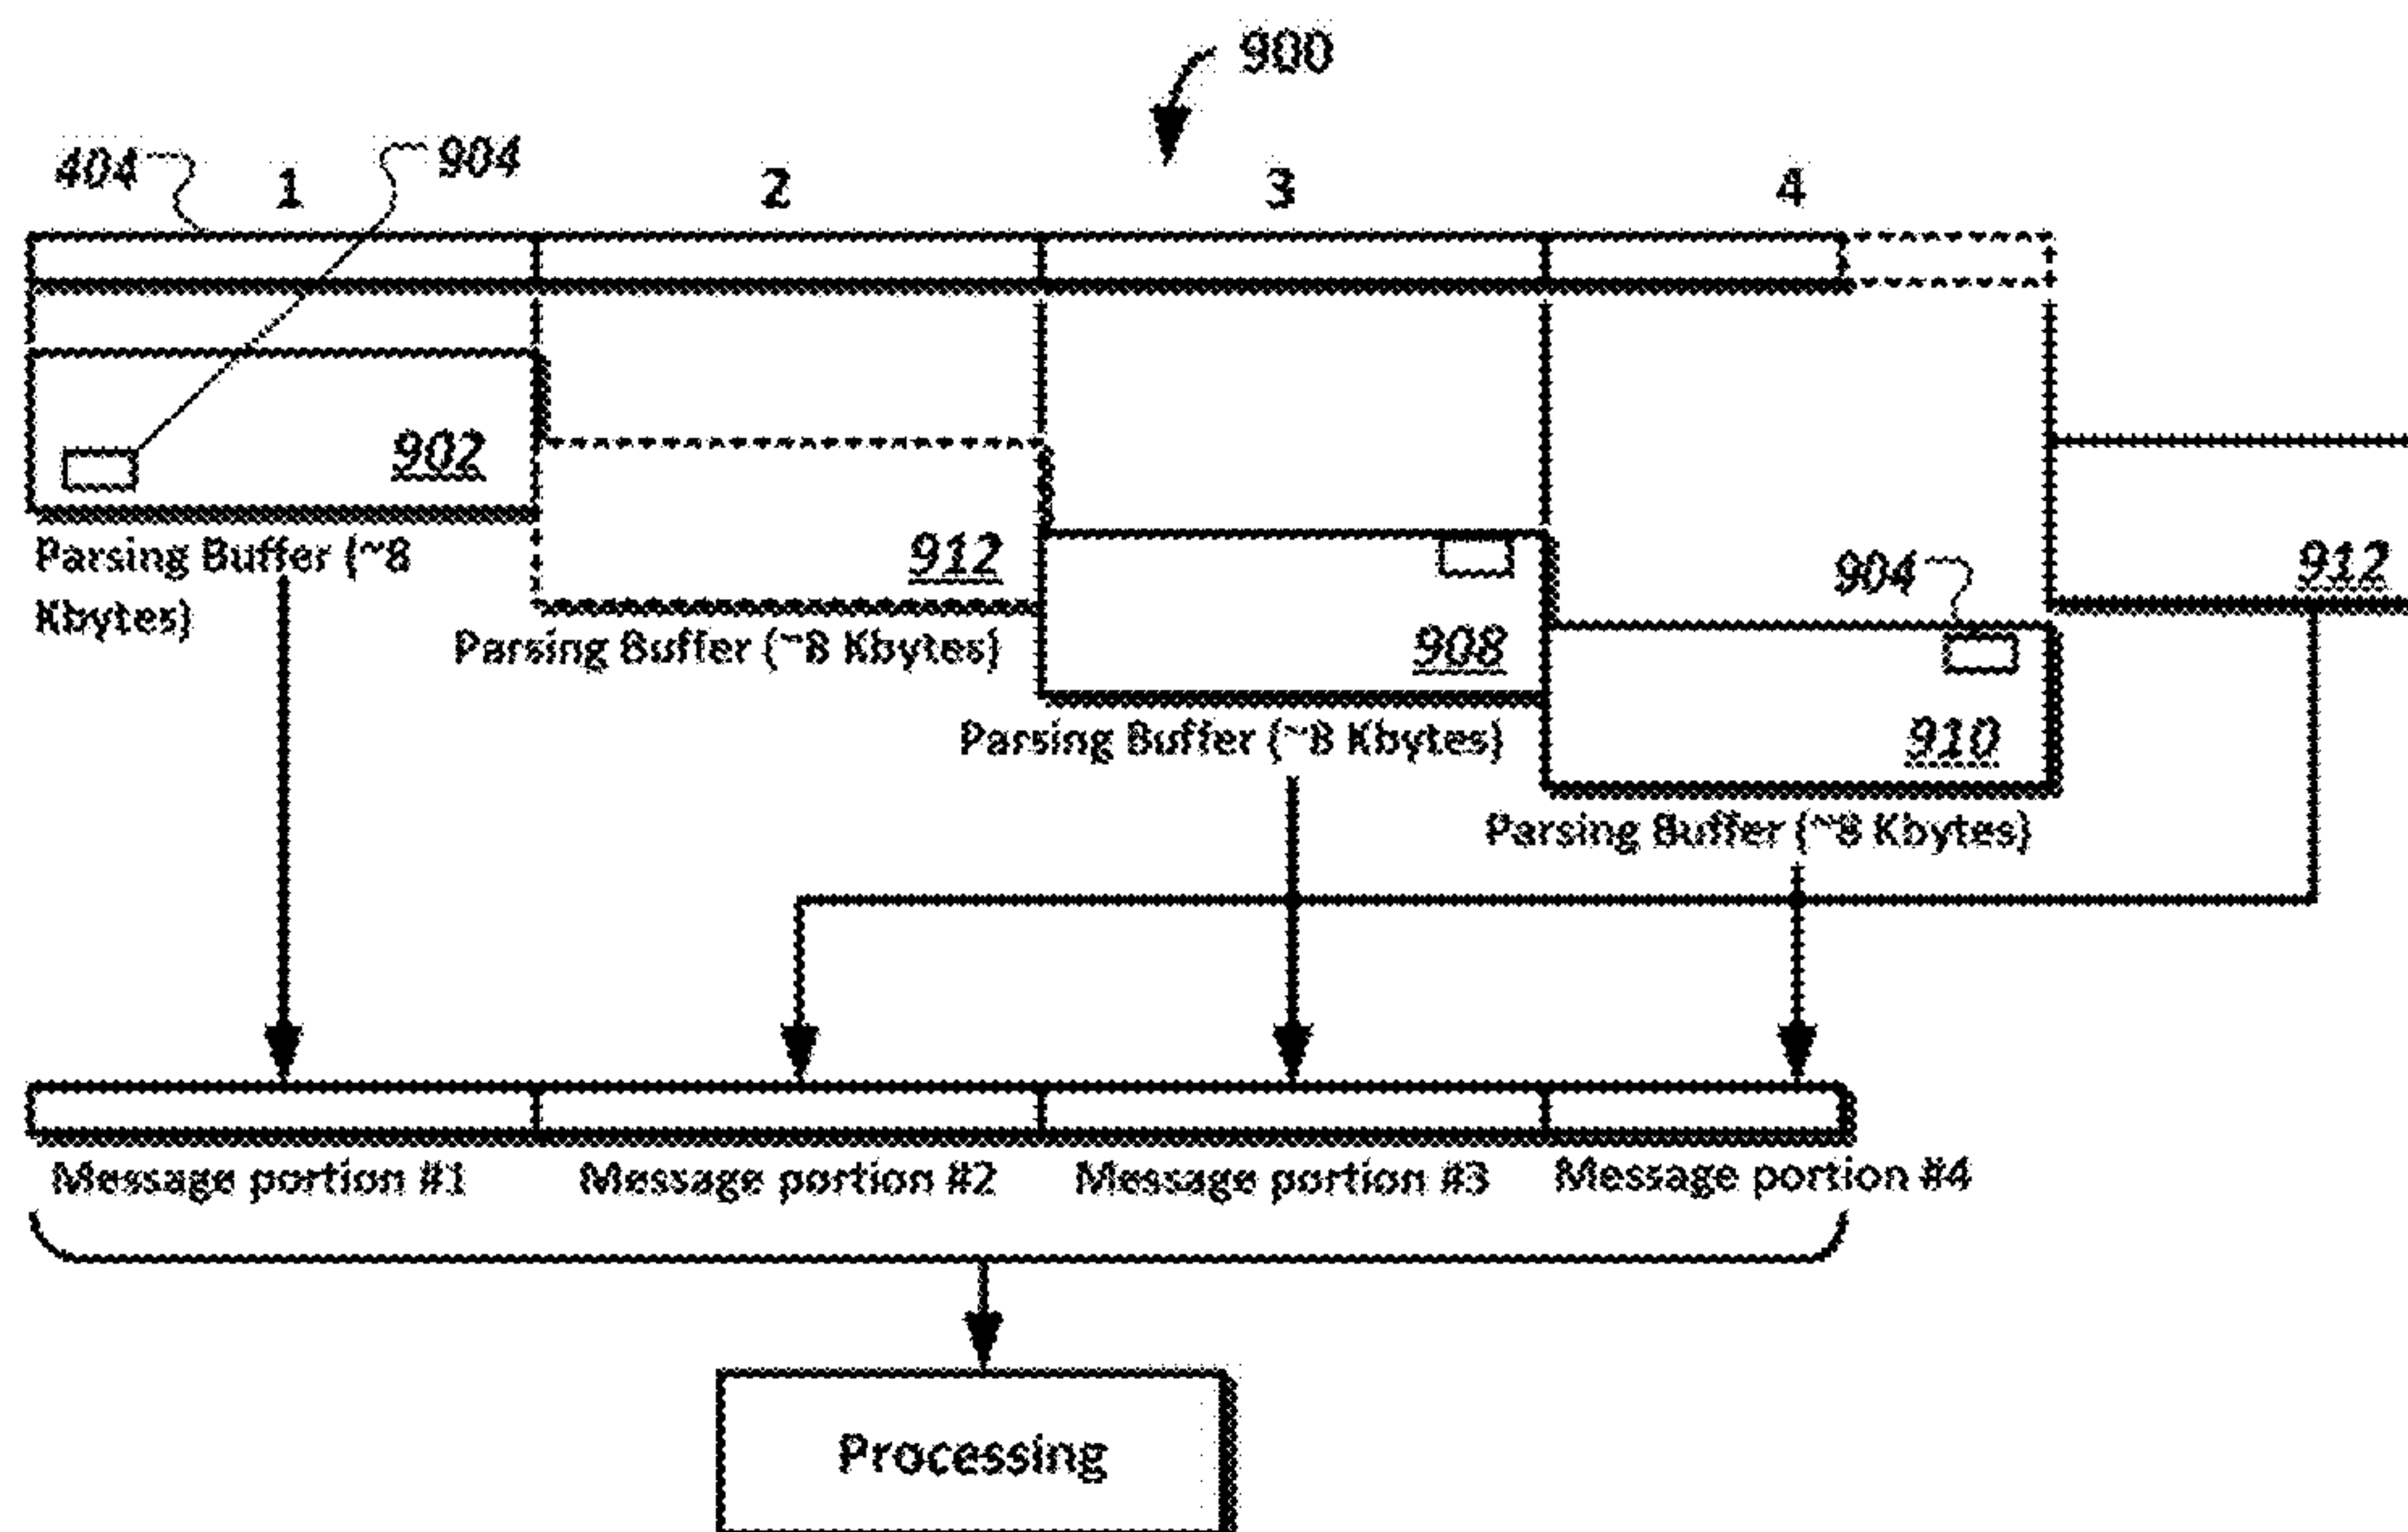 900
404
904
1
2
3
4
902
Parsing Buffer (~8
Kbytes)
912
Parsing Buffer (~8 Kbytes)
908
Parsing Buffer (~8 Kbytes)
904
910
Parsing Buffer (~8 Kbytes)
912
Message portion #1
Message portion #2
Message portion #3
Message portion #4
Processing